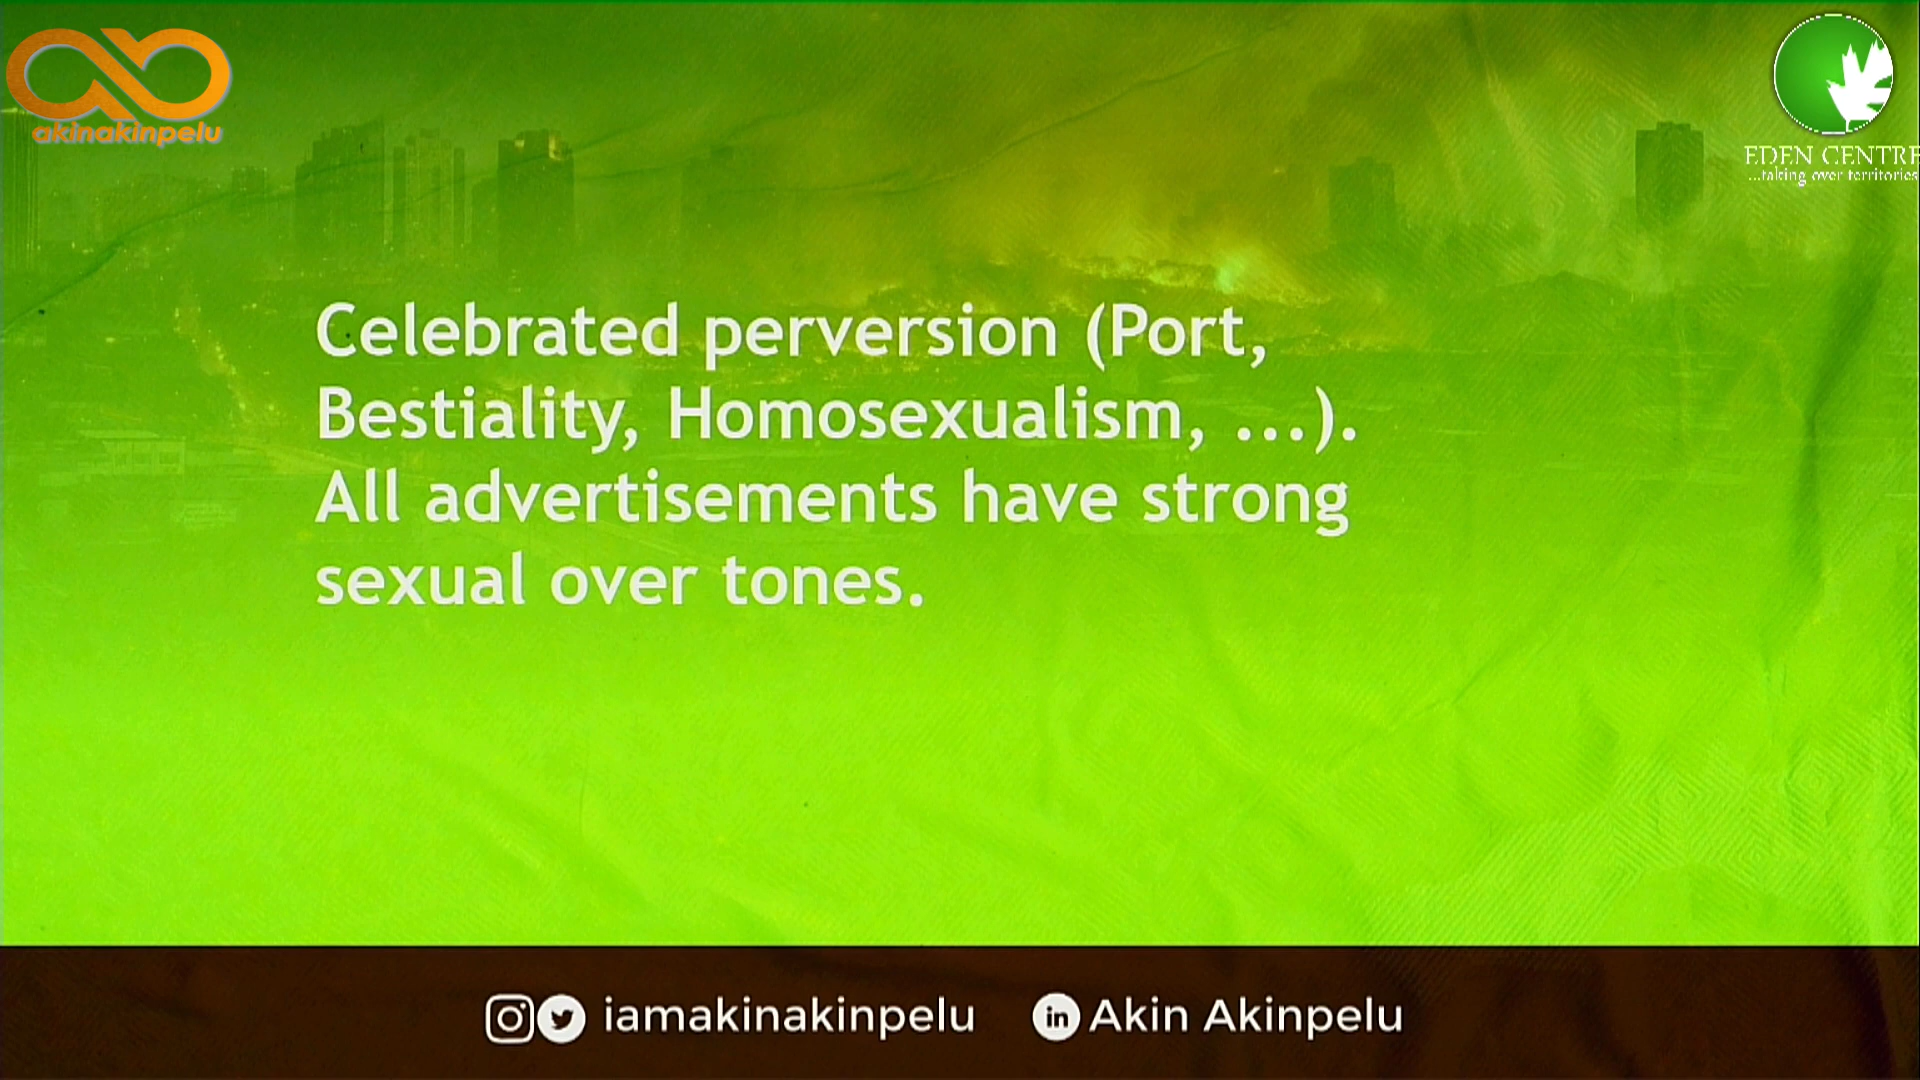 akinakinpelu
EDEN CENTRE
...taking over territories
Celebrated perversion (Port,
Bestiality, Homosexualism, ...).
All advertisements have strong
sexual over tones.
iamakinakinpelu
in Akin Akinpelu